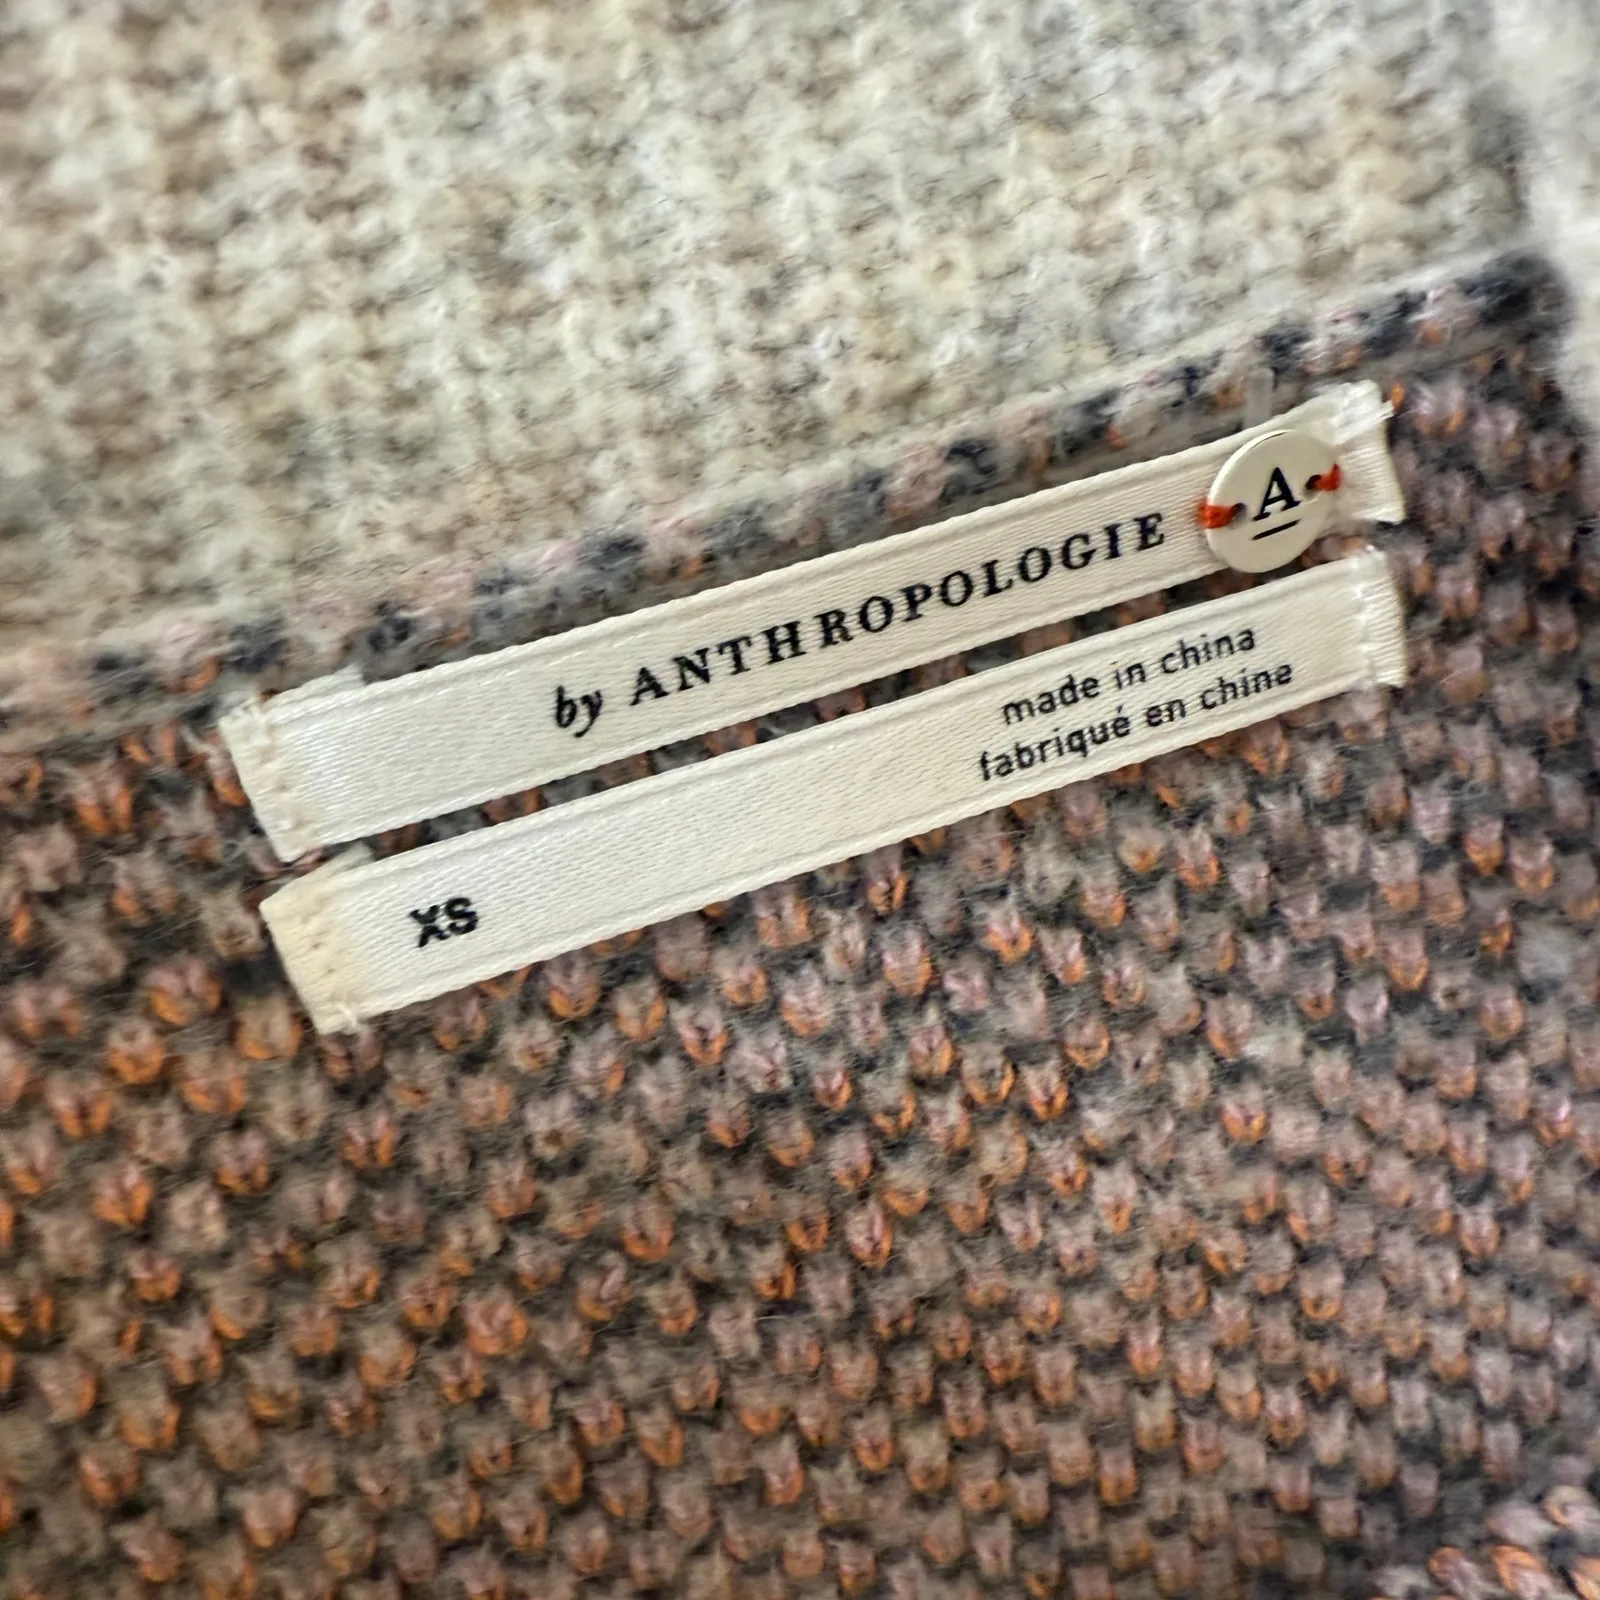 by ANTHROPOLOGIE
A
made in china
fabriqué en chine
XS